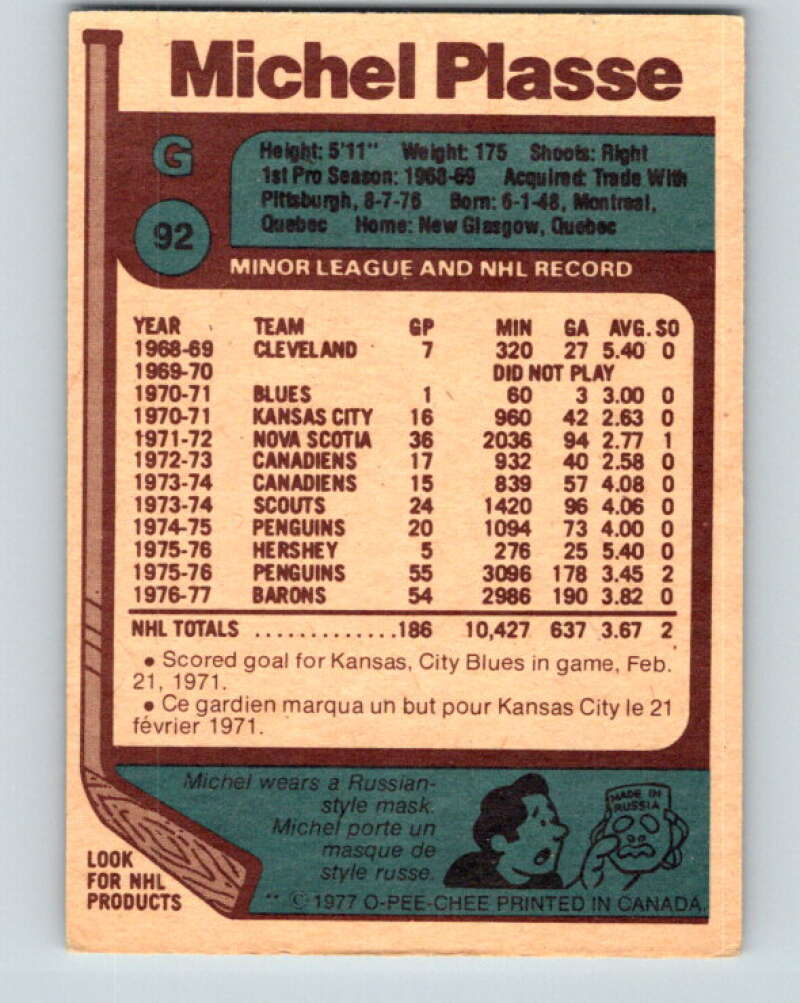 Michel Plasse
G
Height: 5'11" Weight: 175 Shoots: Right
1st Pro Season: 1968-69 Acquired: Trade With
Pittsburgh, 8-7-76 Born: 6-1-48, Montreal,
Quebec Home: New Glasgow, Quebec
92
MINOR LEAGUE AND NHL RECORD
YEAR TEAM GP MIN GA AVG. SO
1968-69 CLEVELAND 7 320 27 5.40 0
1969-70 DID NOT PLAY
1970-71 BLUES 1 60 3 3.00 0
1970-71 KANSAS CITY 16 960 42 2.63 0
1971-72 NOVA SCOTIA 36 2036 94 2.77 1
1972-73 CANADIENS 17 932 40 2.58 0
1973-74 CANADIENS 15 839 57 4.08 0
1973-74 SCOUTS 24 1420 96 4.06 0
1974-75 PENGUINS 20 1094 73 4.00 0
1975-76 HERSHEY 5 276 25 5.40 0
1975-76 PENGUINS 55 3096 178 3.45 2
1976-77 BARONS 54 2986 190 3.82 0
NHL TOTALS .............186 10,427 637 3.67 2
• Scored goal for Kansas, City Blues in game, Feb.
21, 1971.
• Ce gardien marqua un but pour Kansas City le 21
février 1971.
Michel wears a Russian-
style mask.
Michel porte un
masque de
style russe.
MADE IN
RUSSIA
LOOK
FOR NHL
PRODUCTS
** © 1977 O-PEE-CHEE PRINTED IN CANADA.